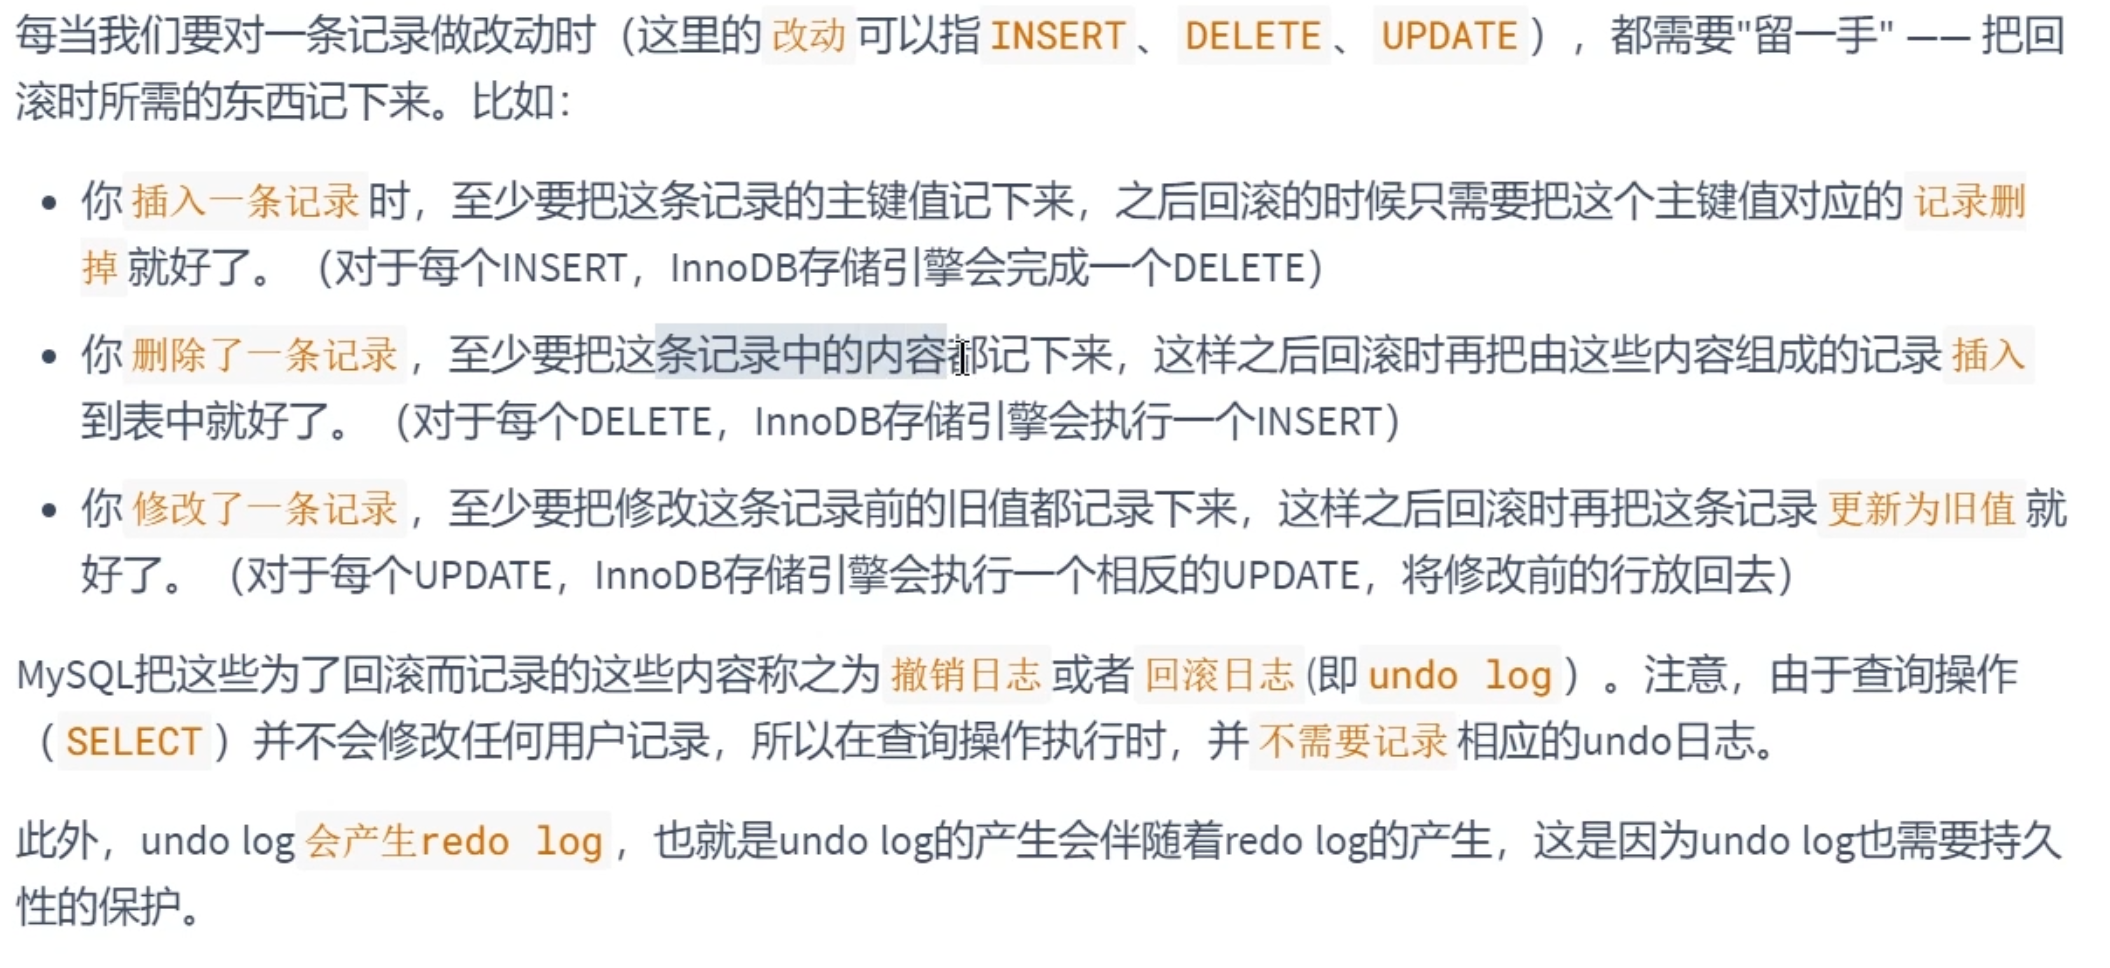 每当我们要对一条记录做改动时（这里的改动可以指INSERT、DELETE、UPDATE），都需要"留一手" —— 把回
滚时所需的东西记下来。比如：
• 你插入一条记录时，至少要把这条记录的主键值记下来，之后回滚的时候只需要把这个主键值对应的记录删
掉就好了。（对于每个INSERT，InnoDB存储引擎会完成一个DELETE）
• 你删除了一条记录，至少要把这条记录中的内容都记下来，这样之后回滚时再把由这些内容组成的记录插入
到表中就好了。（对于每个DELETE，InnoDB存储引擎会执行一个INSERT）
• 你修改了一条记录，至少要把修改这条记录前的旧值都记录下来，这样之后回滚时再把这条记录更新为旧值就
好了。（对于每个UPDATE，InnoDB存储引擎会执行一个相反的UPDATE，将修改前的行放回去）
MySQL把这些为了回滚而记录的这些内容称之为撤销日志或者回滚日志(即undo log）。注意，由于查询操作
（SELECT）并不会修改任何用户记录，所以在查询操作执行时，并不需要记录相应的undo日志。
此外，undo log会产生redo log，也就是undo log的产生会伴随着redo log的产生，这是因为undo log也需要持久
性的保护。